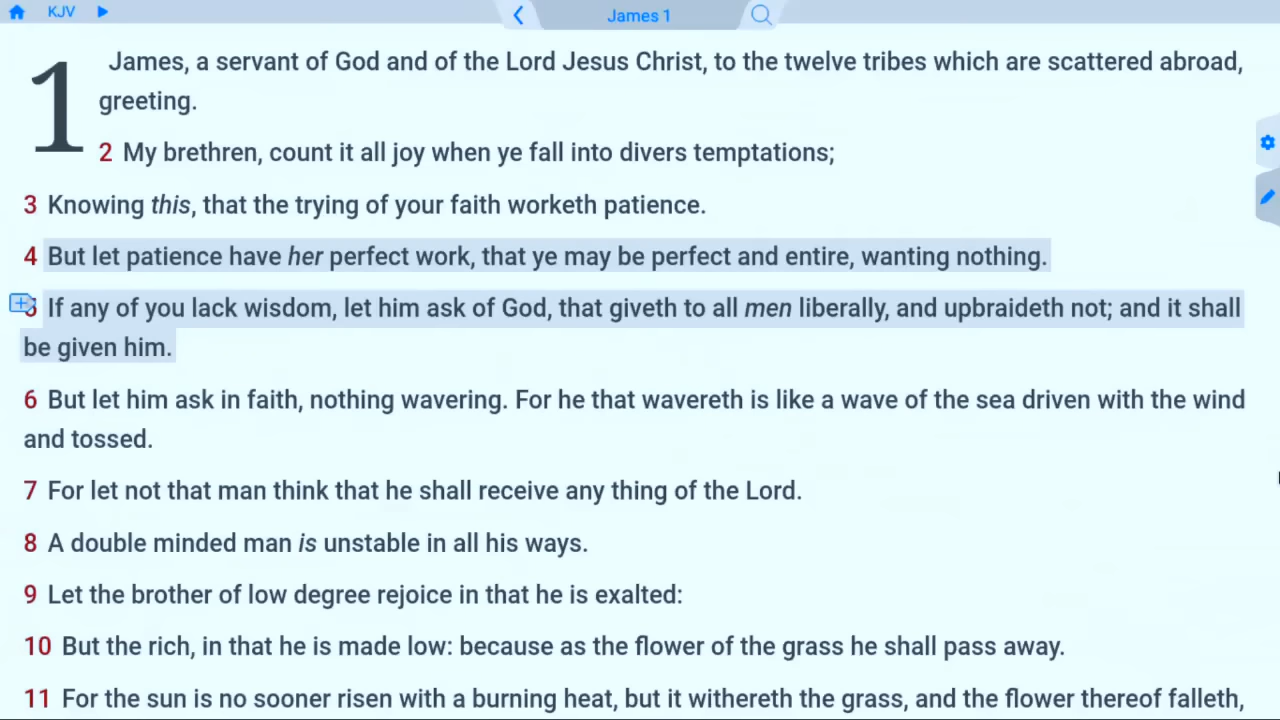 KJV
James 1
1 James, a servant of God and of the Lord Jesus Christ, to the twelve tribes which are scattered abroad,
greeting.
2 My brethren, count it all joy when ye fall into divers temptations;
3 Knowing this, that the trying of your faith worketh patience.
4 But let patience have her perfect work, that ye may be perfect and entire, wanting nothing.
5 If any of you lack wisdom, let him ask of God, that giveth to all men liberally, and upbraideth not; and it shall
be given him.
6 But let him ask in faith, nothing wavering. For he that wavereth is like a wave of the sea driven with the wind
and tossed.
7 For let not that man think that he shall receive any thing of the Lord.
8 A double minded man is unstable in all his ways.
9 Let the brother of low degree rejoice in that he is exalted:
10 But the rich, in that he is made low: because as the flower of the grass he shall pass away.
11 For the sun is no sooner risen with a burning heat, but it withereth the grass, and the flower thereof falleth,